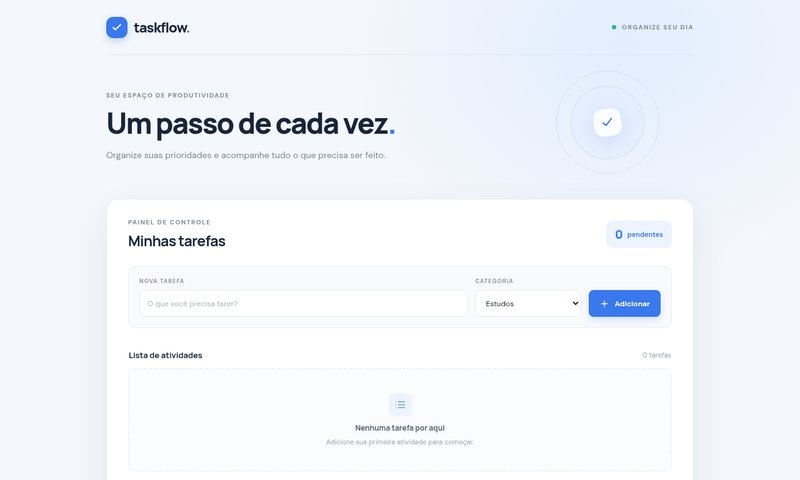 taskflow.
ORGANIZE SEU DIA
SEU ESPAÇO DE PRODUTIVIDADE
Um passo de cada vez.
Organize suas prioridades e acompanhe tudo o que precisa ser feito.
PAINEL DE CONTROLE
Minhas tarefas
0 pendentes
NOVA TAREFA
CATEGORIA
O que você precisa fazer?
Estudos
Adicionar
Lista de atividades
0 tarefas
Nenhuma tarefa por aqui
Adicione sua primeira atividade para começar.